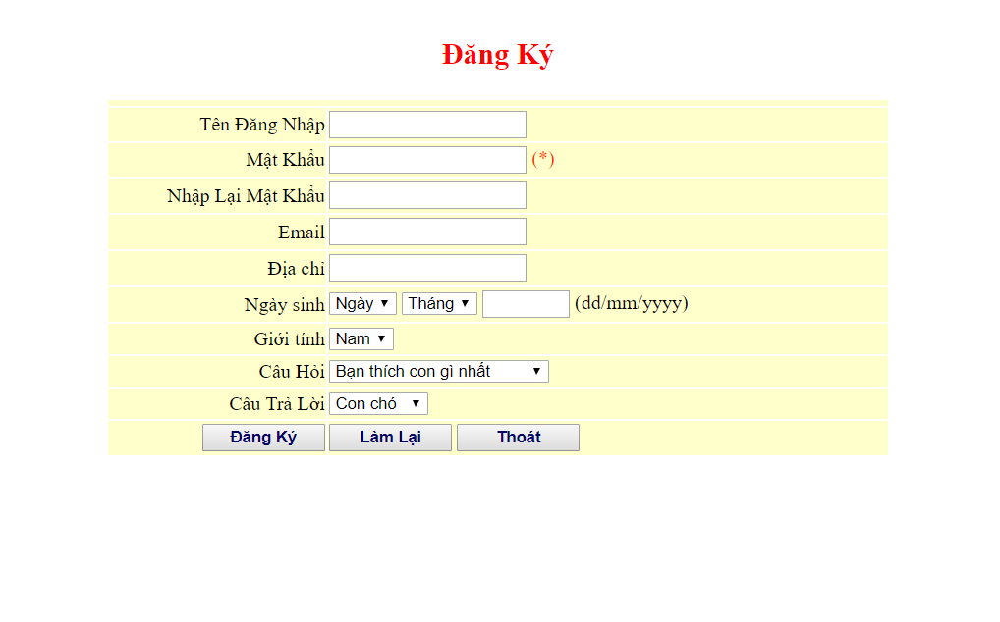 Đăng Ký
Tên Đăng Nhập
Mật Khẩu (*)
Nhập Lại Mật Khẩu
Email
Địa chỉ
Ngày sinh Ngày Tháng (dd/mm/yyyy)
Giới tính Nam
Câu Hỏi Bạn thích con gì nhất
Câu Trả Lời Con chó
Đăng Ký Làm Lại Thoát